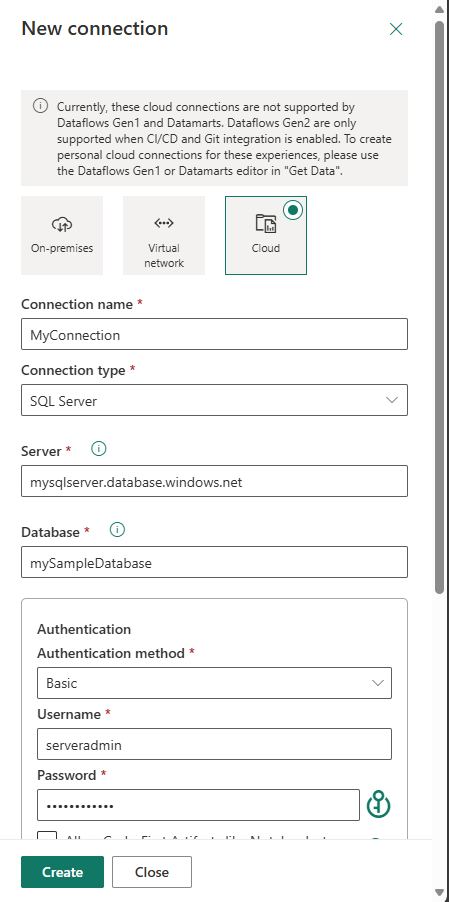 New connection
Currently, these cloud connections are not supported by
Dataflows Gen1 and Datamarts. Dataflows Gen2 are only
supported when CI/CD and Git integration is enabled. To create
personal cloud connections for these experiences, please use
the Dataflows Gen1 or Datamarts editor in "Get Data".
On-premises
Virtual
network
Cloud
Connection name *
MyConnection
Connection type *
SQL Server
Server *
mysqlserver.database.windows.net
Database *
mySampleDatabase
Authentication
Authentication method *
Basic
Username *
serveradmin
Password *
••••••••••••
Create
Close